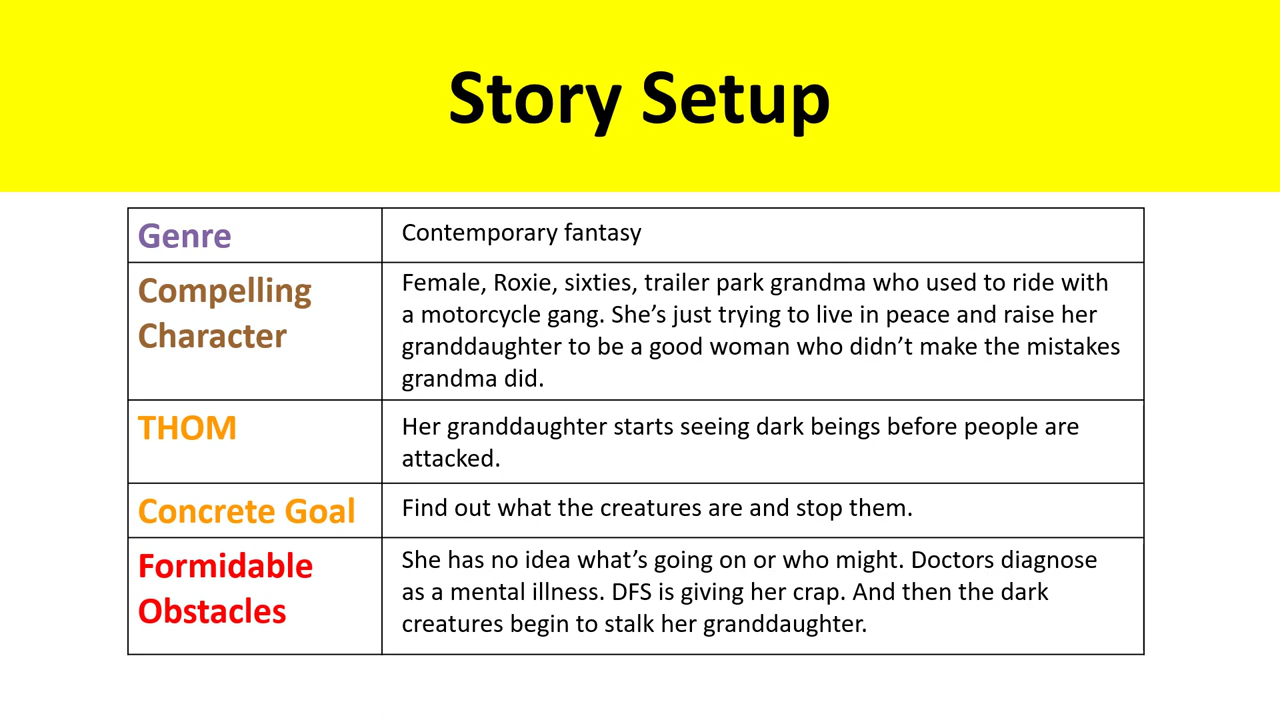 Story Setup
Genre
Contemporary fantasy
Compelling
Character
Female, Roxie, sixties, trailer park grandma who used to ride with
a motorcycle gang. She’s just trying to live in peace and raise her
granddaughter to be a good woman who didn’t make the mistakes
grandma did.
THOM
Her granddaughter starts seeing dark beings before people are
attacked.
Concrete Goal
Find out what the creatures are and stop them.
Formidable
Obstacles
She has no idea what’s going on or who might. Doctors diagnose
as a mental illness. DFS is giving her crap. And then the dark
creatures begin to stalk her granddaughter.